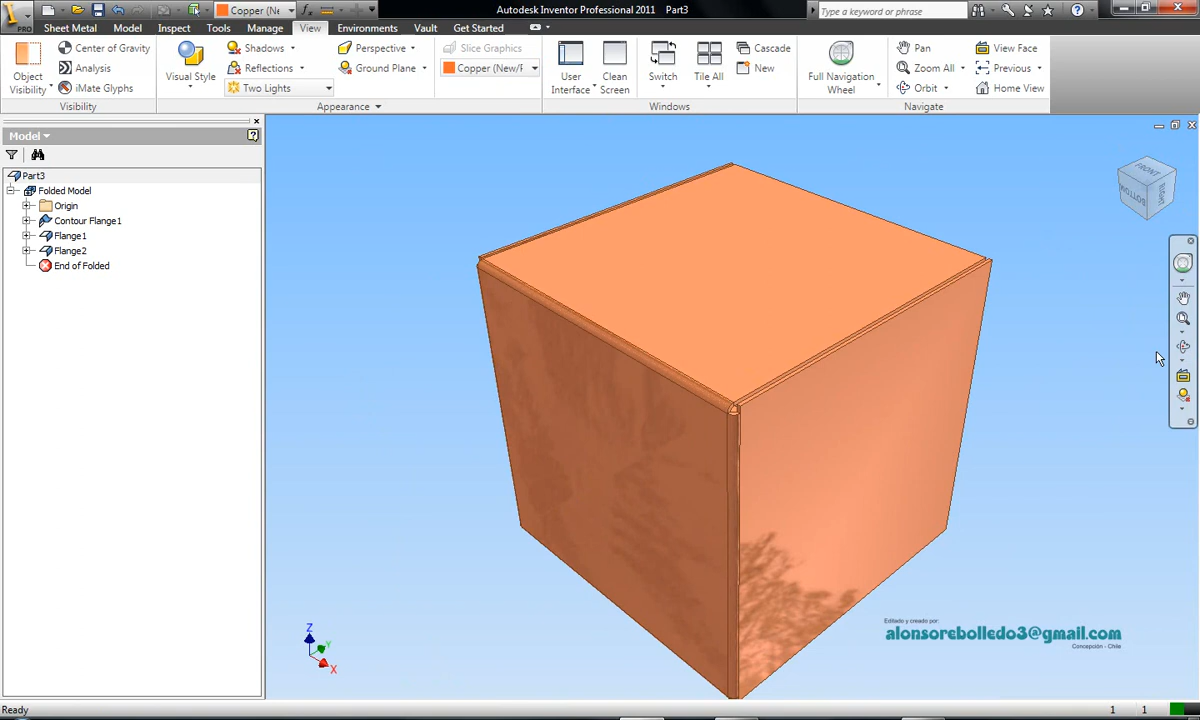 Copper (Ne
Autodesk Inventor Professional 2011 Part3
Type a keyword or phrase
PRO
Sheet Metal Model Inspect Tools Manage View Environments Vault Get Started
Object Visibility
Center of Gravity
Analysis
iMate Glyphs
Visibility
Visual Style
Shadows
Reflections
Two Lights
Perspective
Ground Plane
Slice Graphics
Copper (New/F
Appearance
User Interface
Clean Screen
Switch
Tile All
Cascade
New
Windows
Full Navigation Wheel
Pan
Zoom All
Orbit
View Face
Previous
Home View
Navigate
Model
Part3
Folded Model
Origin
Contour Flange1
Flange1
Flange2
End of Folded
FRONT
RIGHT
BOTTOM
Z
Y
X
Editado y creado por:
alonsorebolledo3@gmail.com
Concepción - Chile
Ready
1 1